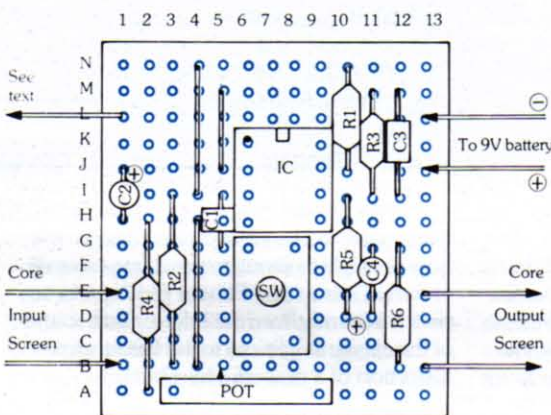 1 2 3 4 5 6 7 8 9 10 11 12 13
N
M
L
K
J
I
H
G
F
E
D
C
B
A
See
text
Core
Input
Screen
C2
+
R4
R2
C1
IC
SW
POT
R1
R3
C3
R5
C4
+
R6
−
To 9V battery
+
Core
Output
Screen